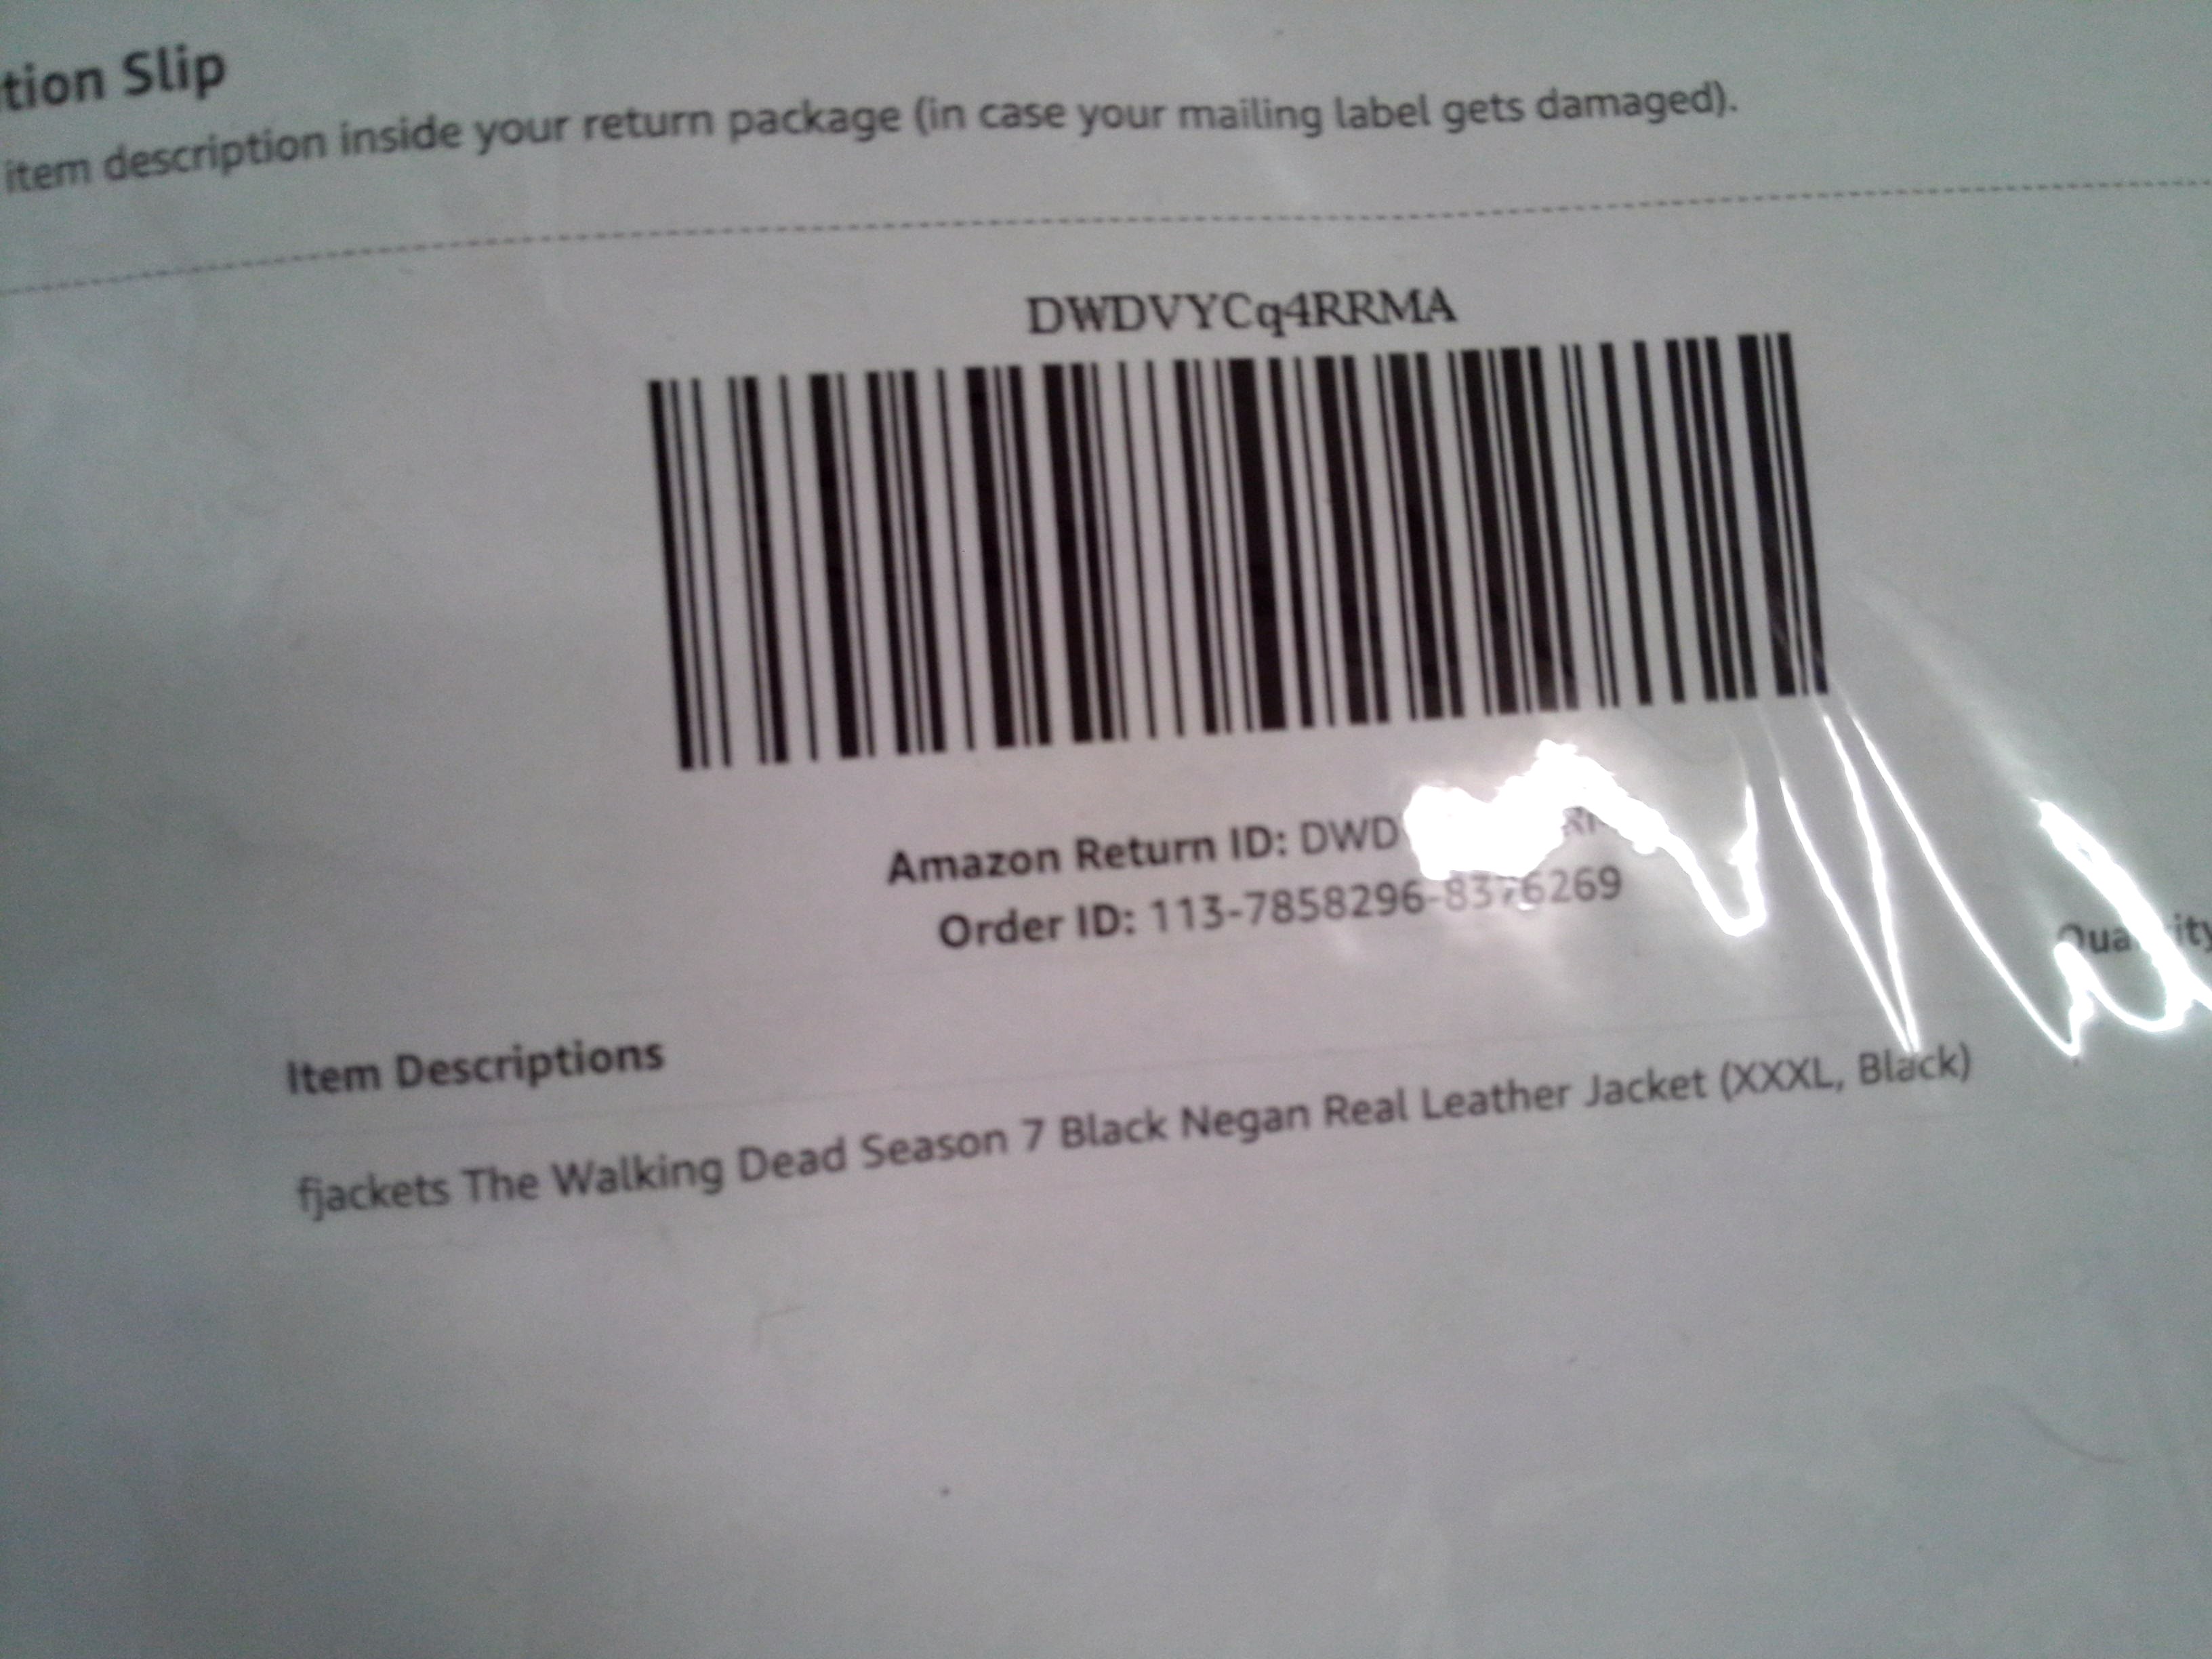 tion Slip
item description inside your return package (in case your mailing label gets damaged).
DWDVYCq4RRMA
Amazon Return ID: DWD
Order ID: 113-7858296-8376269
Item Descriptions
fjackets The Walking Dead Season 7 Black Negan Real Leather Jacket (XXXL, Black)